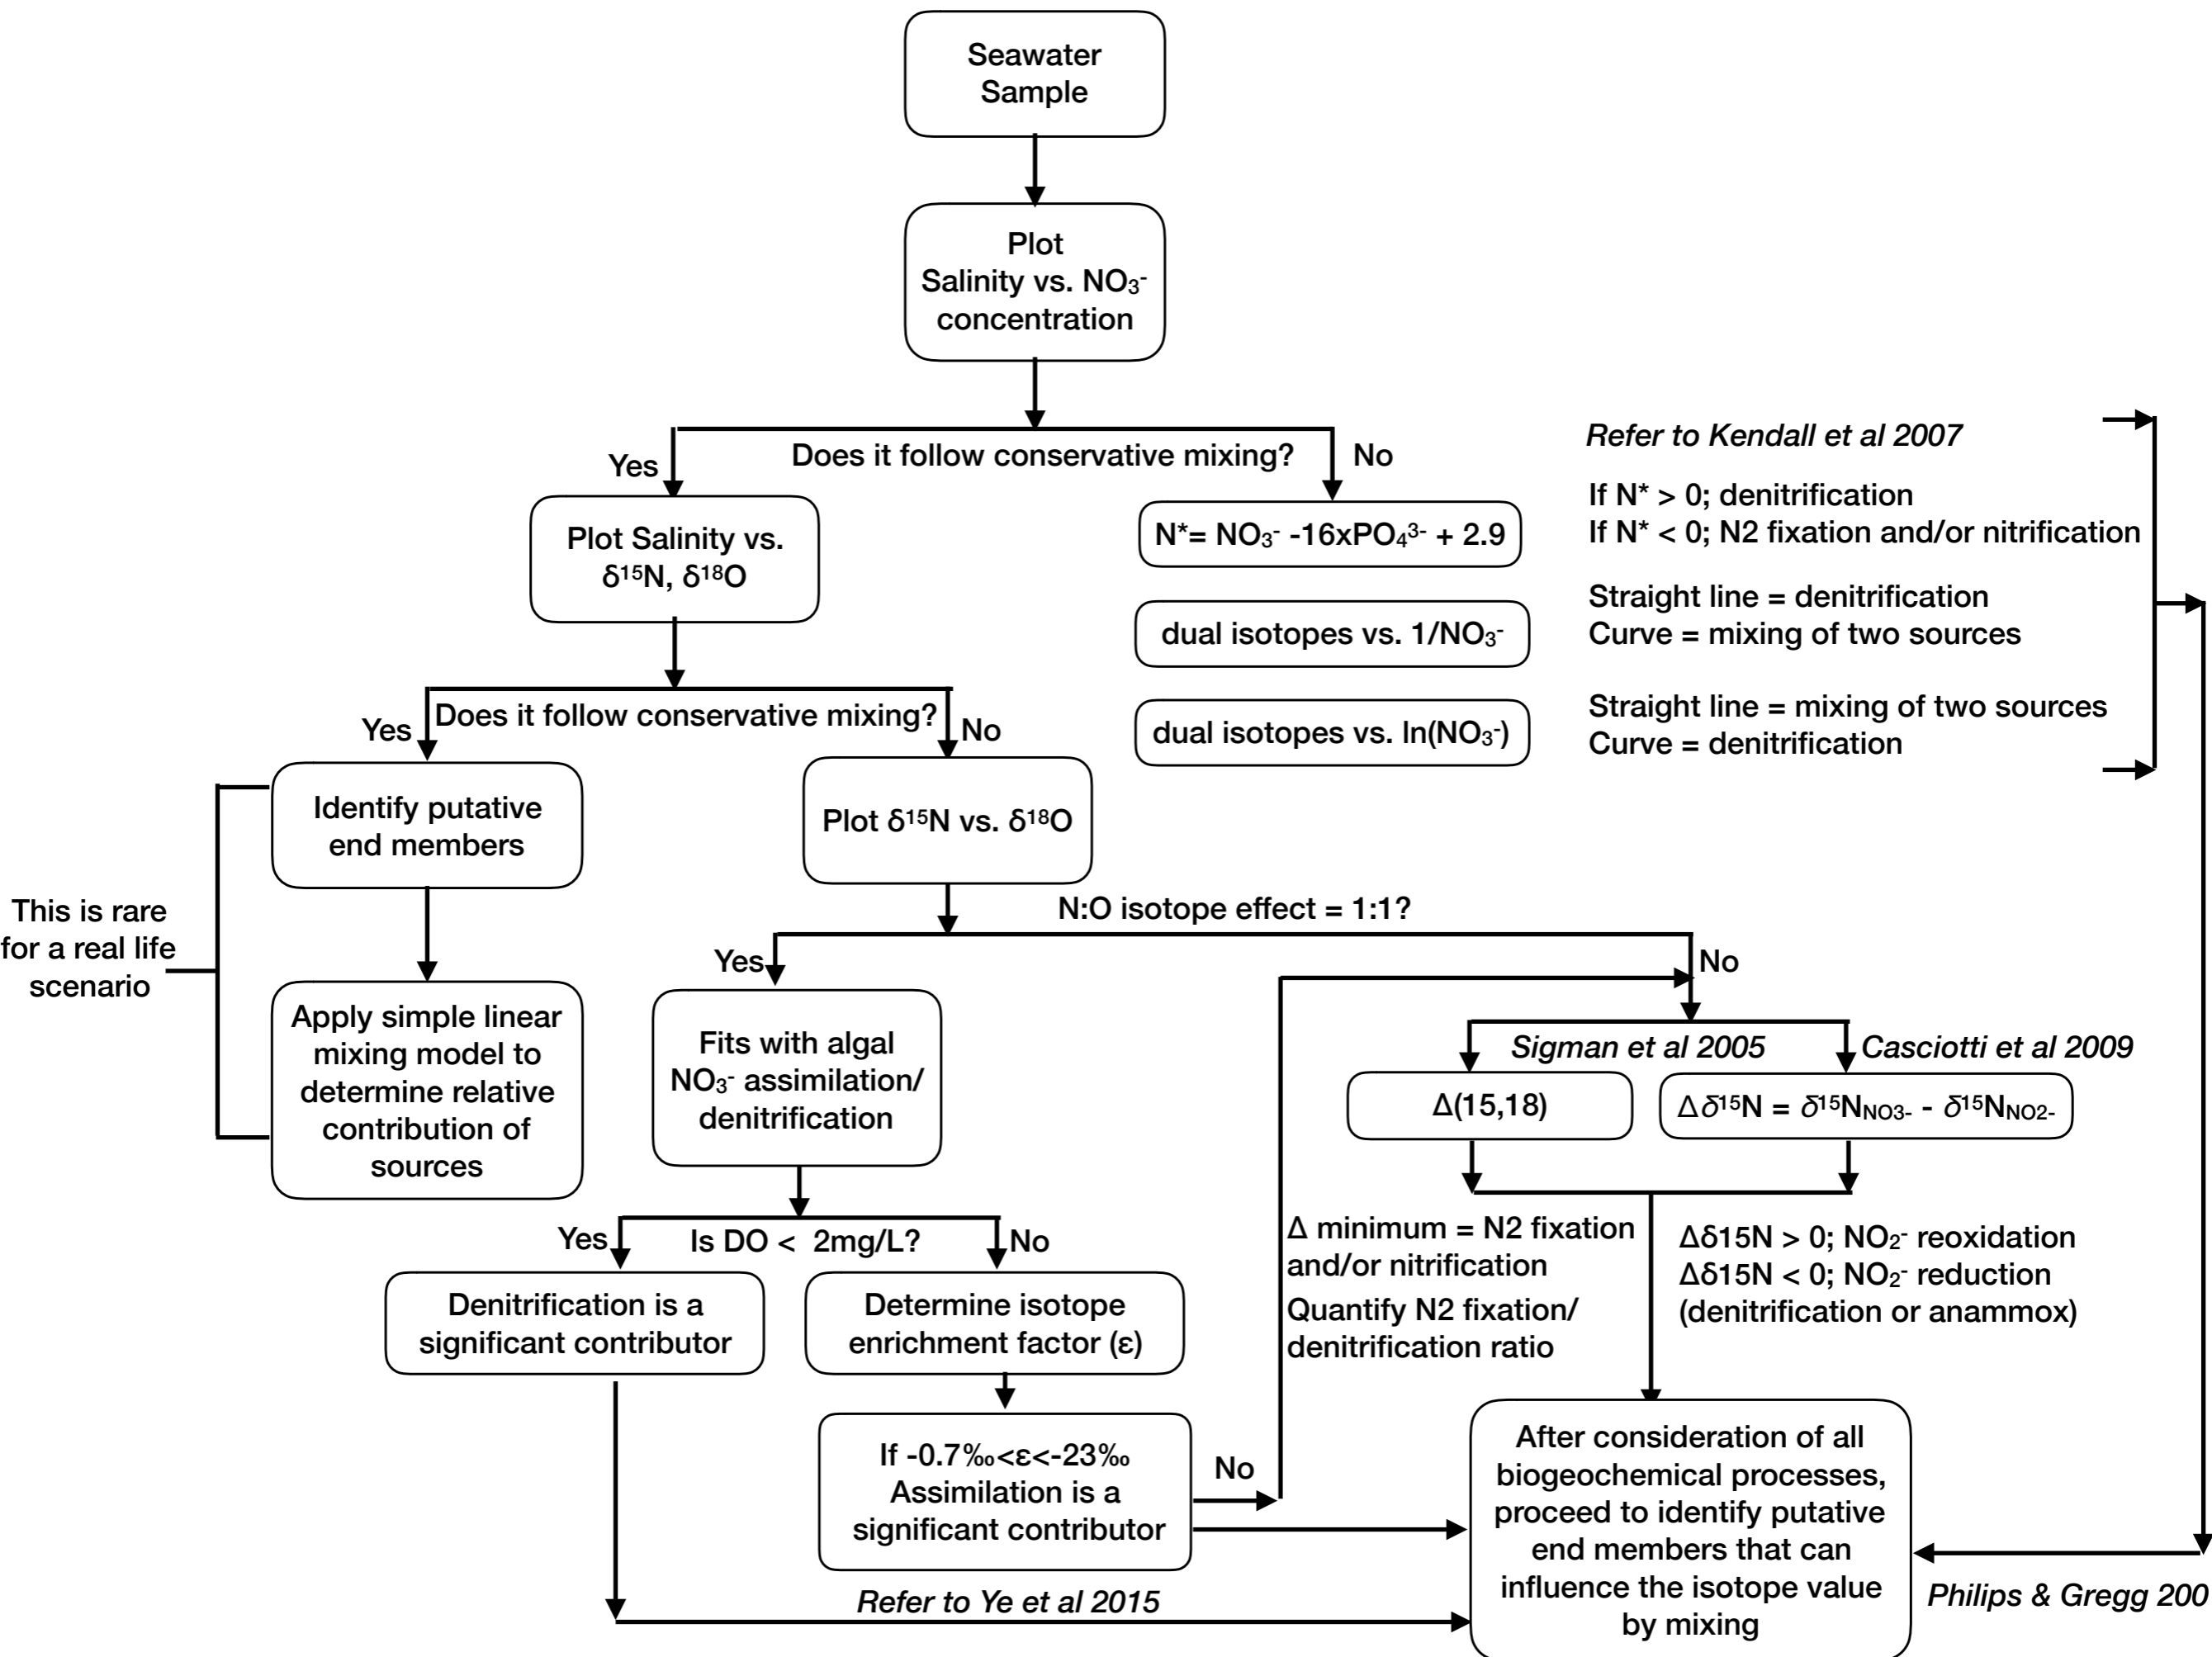 Seawater
Sample
Plot
Salinity vs. NO₃⁻
concentration
Does it follow conservative mixing?
Yes
No
Plot Salinity vs.
δ¹⁵N, δ¹⁸O
N*= NO₃⁻ -16xPO₄³⁻ + 2.9
dual isotopes vs. 1/NO₃⁻
dual isotopes vs. ln(NO₃⁻)
Refer to Kendall et al 2007
If N* > 0; denitrification
If N* < 0; N2 fixation and/or nitrification
Straight line = denitrification
Curve = mixing of two sources
Straight line = mixing of two sources
Curve = denitrification
Does it follow conservative mixing?
Yes
No
Identify putative
end members
Plot δ¹⁵N vs. δ¹⁸O
This is rare
for a real life
scenario
Apply simple linear
mixing model to
determine relative
contribution of
sources
N:O isotope effect = 1:1?
Yes
No
Fits with algal
NO₃⁻ assimilation/
denitrification
Sigman et al 2005
Casciotti et al 2009
Δ(15,18)
Δδ¹⁵N = δ¹⁵N_NO3- - δ¹⁵N_NO2-
Is DO < 2mg/L?
Yes
No
Denitrification is a
significant contributor
Determine isotope
enrichment factor (ε)
Δ minimum = N2 fixation
and/or nitrification
Quantify N2 fixation/
denitrification ratio
Δδ15N > 0; NO₂⁻ reoxidation
Δδ15N < 0; NO₂⁻ reduction
(denitrification or anammox)
If -0.7‰<ε<-23‰
Assimilation is a
significant contributor
No
After consideration of all
biogeochemical processes,
proceed to identify putative
end members that can
influence the isotope value
by mixing
Refer to Ye et al 2015
Philips & Gregg 200